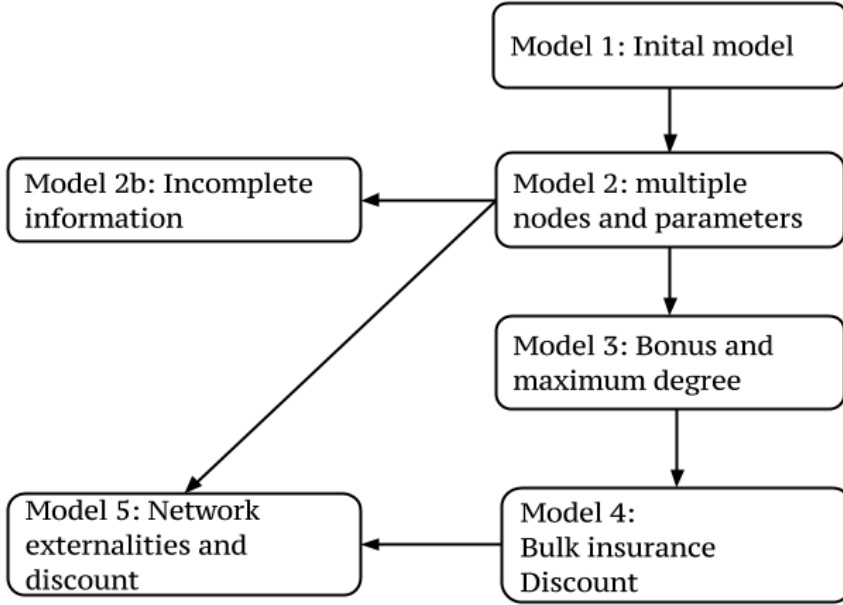 Model 1: Inital model
Model 2b: Incomplete
information
Model 2: multiple
nodes and parameters
Model 3: Bonus and
maximum degree
Model 5: Network
externalities and
discount
Model 4:
Bulk insurance
Discount